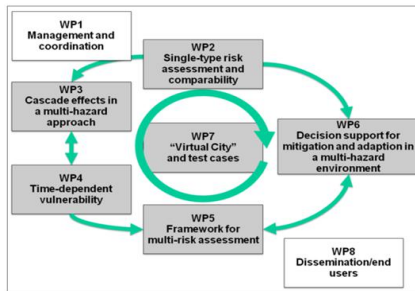 WP1
Management and
coordination
WP2
Single-type risk
assessment and
comparability
WP3
Cascade effects in
a multi-hazard
approach
WP7
"Virtual City"
and test cases
WP6
Decision support for
mitigation and adaption in
a multi-hazard
environment
WP4
Time-dependent
vulnerability
WP5
Framework for
multi-risk assessment
WP8
Dissemination/end
users